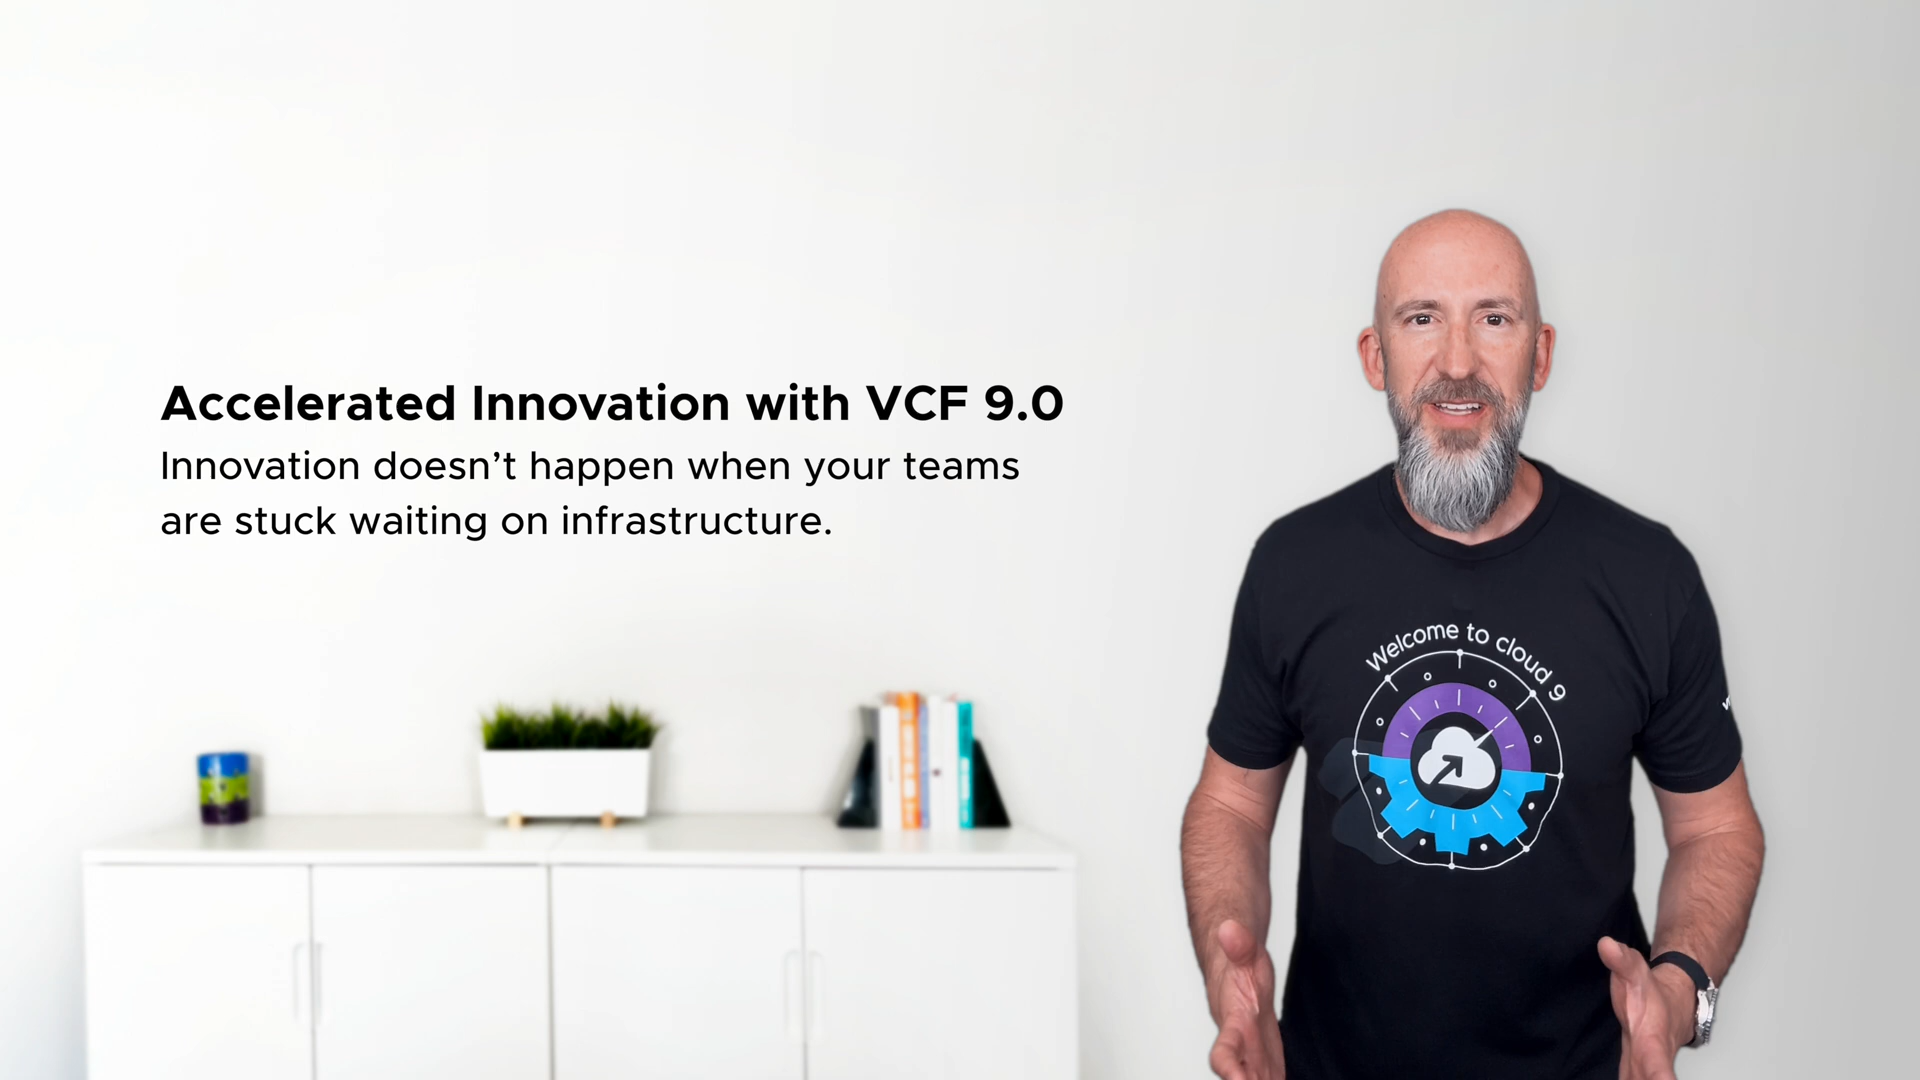 Accelerated Innovation with VCF 9.0
Innovation doesn’t happen when your teams
are stuck waiting on infrastructure.
Welcome to cloud 9